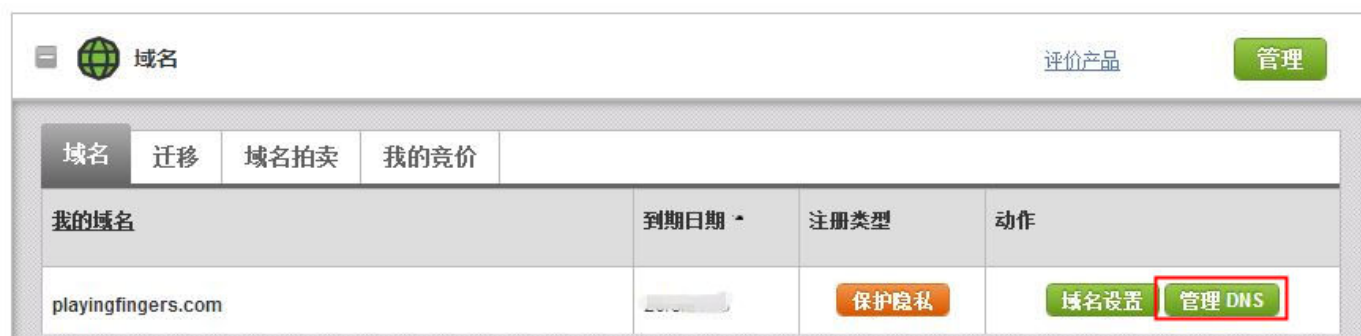 域名 评价产品 管理
域名 迁移 域名拍卖 我的竞价
我的域名 到期日期 注册类型 动作
playingfingers.com 保护隐私 域名设置 管理 DNS